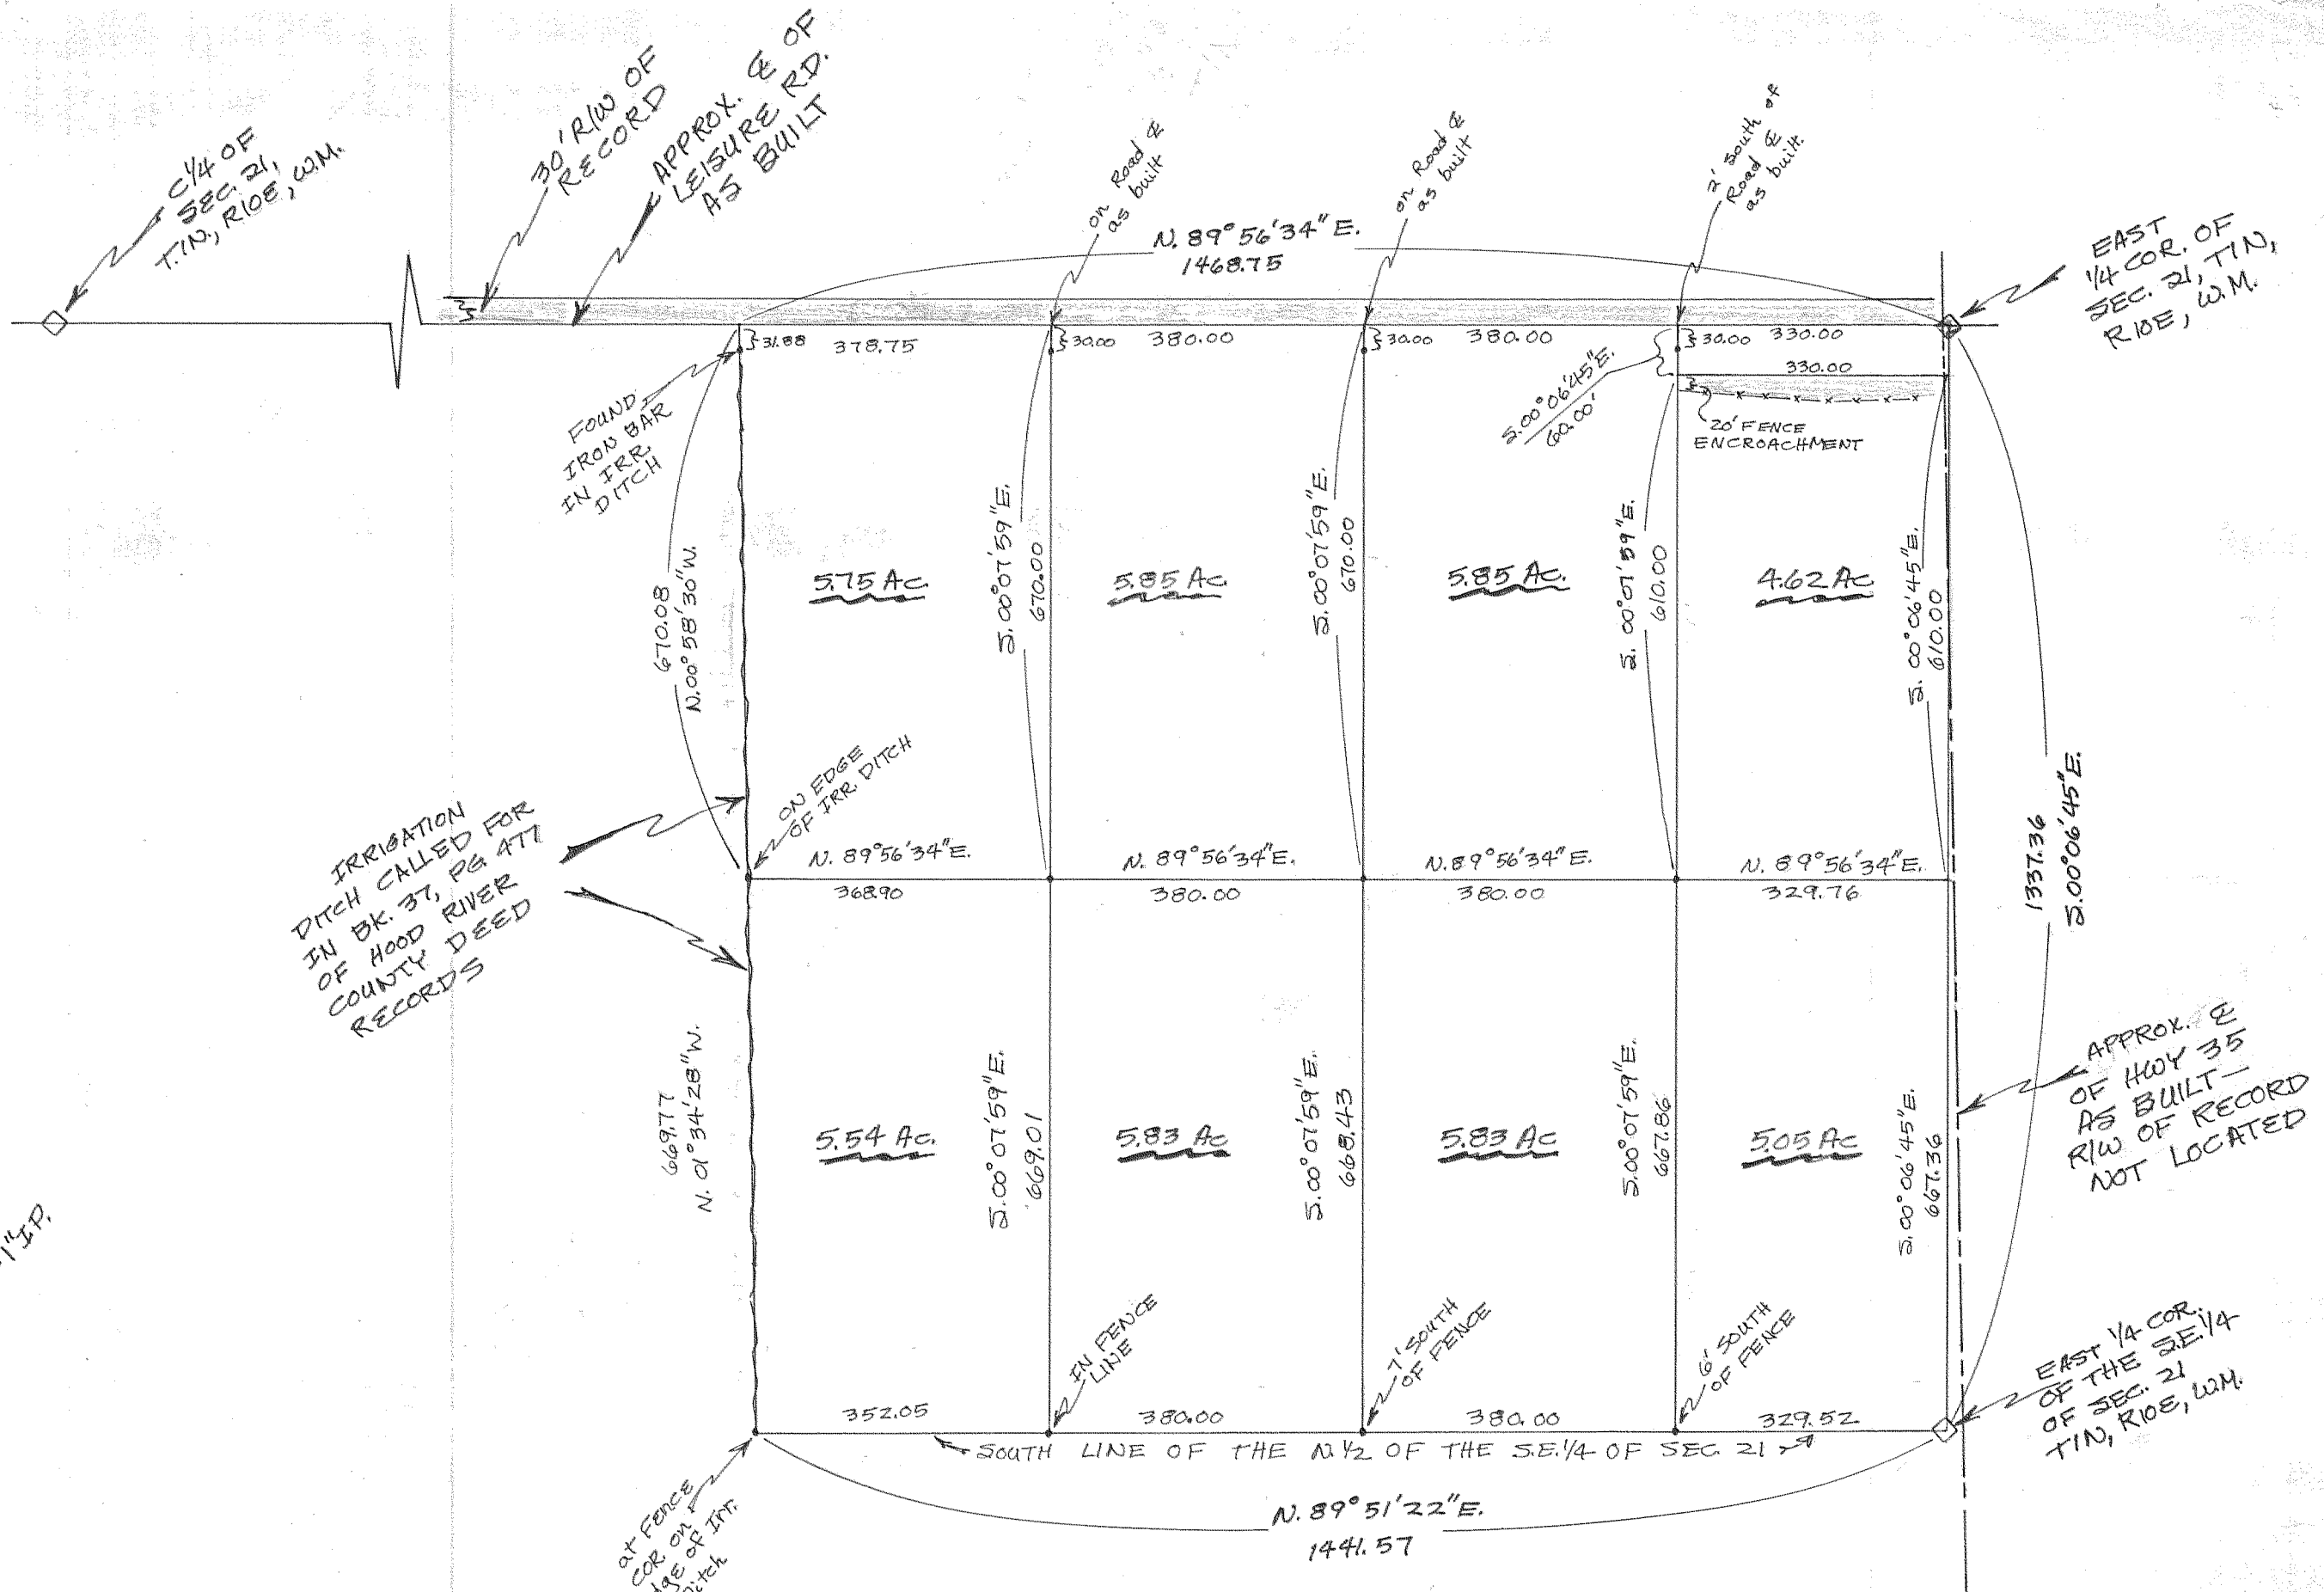 C 1/4 OF
SEC. 21,
T.1N., R10E, W.M.
30' R/W OF
RECORD
APPROX. ℄ OF
LEISURE RD.
AS BUILT
on Road ℄
as built
on Road ℄
as built
2' South of
Road ℄
as built.
N. 89°56'34" E.
1468.75
EAST
1/4 COR. OF
SEC. 21, T1N,
R10E, W.M.
31.88
378.75
30.00
380.00
30.00
380.00
30.00
330.00
330.00
S.00°06'45"E.
60.00'
20' FENCE
ENCROACHMENT
FOUND
IRON BAR
IN IRR.
DITCH
670.08
N.00°58'30"W.
5.75 Ac.
S.00°07'59"E.
670.00
5.85 Ac.
S.00°07'59"E.
670.00
5.85 Ac.
S. 00°07'59"E.
610.00
4.62 Ac
S. 00°06'45"E.
610.00
ON EDGE
OF IRR. DITCH
IRRIGATION
DITCH CALLED FOR
IN BK. 37, PG. 477
OF HOOD RIVER
COUNTY DEED
RECORDS
N. 89°56'34"E.
368.90
N. 89°56'34"E.
380.00
N. 89°56'34"E.
380.00
N. 89°56'34"E.
329.76
1337.36
S.00°06'45"E.
669.77
N. 01°34'28"W.
5.54 Ac.
S.00°07'59"E.
669.01
5.83 Ac
S.00°07'59"E.
668.43
5.83 Ac
S.00°07'59"E.
667.86
5.05 Ac
S.00°06'45"E.
667.36
APPROX. ℄
OF HWY 35
AS BUILT—
R/W OF RECORD
NOT LOCATED
1" I.P.
IN FENCE
LINE
7' SOUTH
OF FENCE
6' SOUTH
OF FENCE
EAST 1/4 COR.
OF THE S.E.1/4
OF SEC. 21
T1N, R10E, W.M.
352.05
380.00
380.00
329.52
SOUTH LINE OF THE N.1/2 OF THE S.E.1/4 OF SEC. 21
at Fence
COR. on
edge of Irr.
Ditch
N. 89°51'22"E.
1441.57